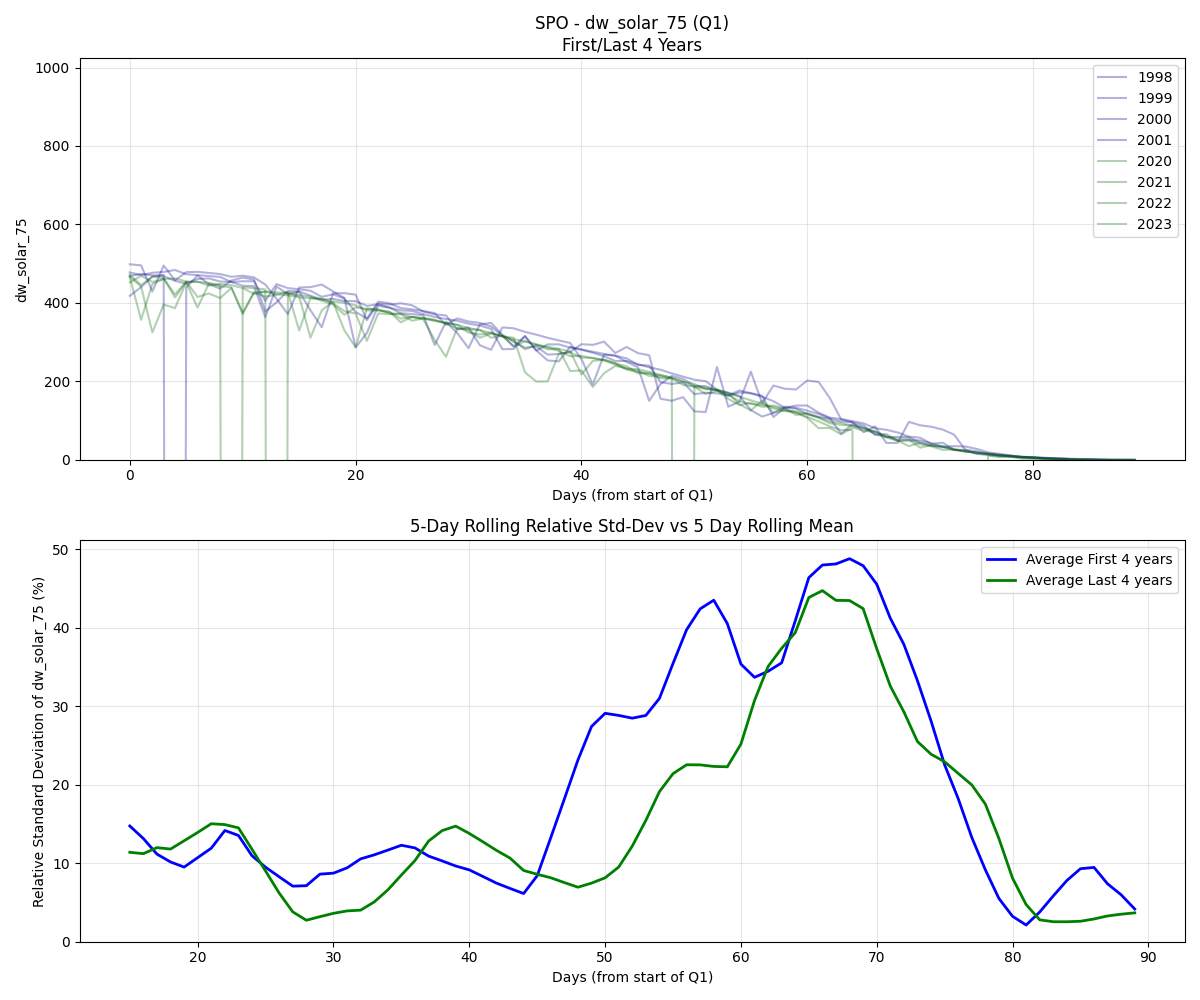 SPO - dw_solar_75 (Q1)
First/Last 4 Years
1000
800
600
400
200
0
dw_solar_75
1998
1999
2000
2001
2020
2021
2022
2023
0 20 40 60 80
Days (from start of Q1)
5-Day Rolling Relative Std-Dev vs 5 Day Rolling Mean
50
40
30
20
10
0
Relative Standard Deviation of dw_solar_75 (%)
Average First 4 years
Average Last 4 years
20 30 40 50 60 70 80 90
Days (from start of Q1)